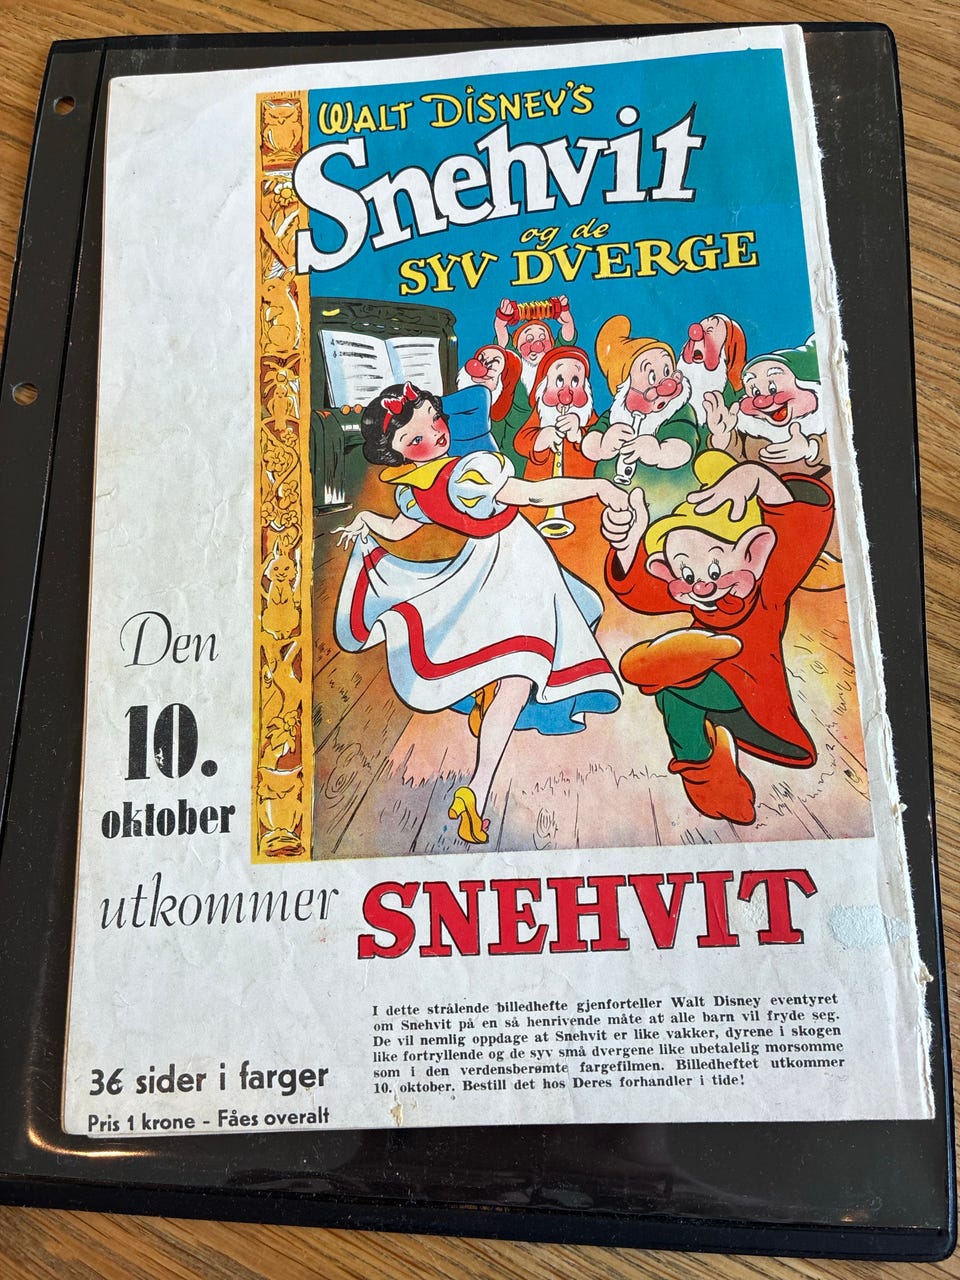 WALT DISNEY'S
Snehvit
og de
SYV DVERGE
Den
10.
oktober
utkommer SNEHVIT
I dette strålende billedhefte gjenforteller Walt Disney eventyret
om Snehvit på en så henrivende måte at alle barn vil fryde seg.
De vil nemlig oppdage at Snehvit er like vakker, dyrene i skogen
like fortryllende og de syv små dvergene like ubetalelig morsomme
som i den verdensberømte fargefilmen. Billedheftet utkommer
10. oktober. Bestill det hos Deres forhandler i tide!
36 sider i farger
Pris 1 krone - Fåes overalt